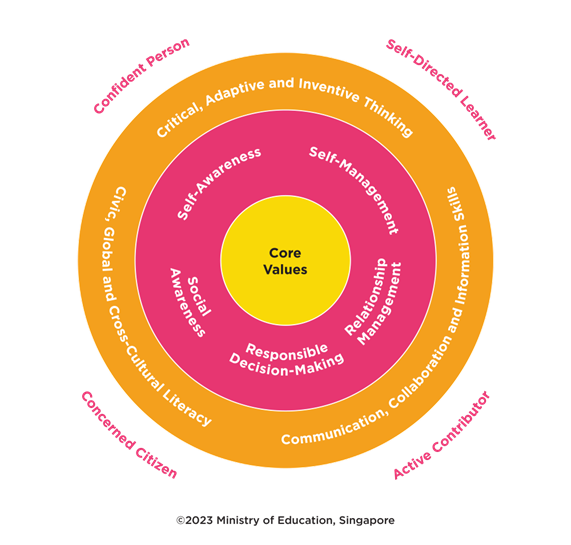 Confident Person
Self-Directed Learner
Critical, Adaptive and Inventive Thinking
Self-Awareness
Self-Management
Civic, Global and Cross-Cultural Literacy
Communication, Collaboration and Information Skills
Core
Values
Social
Awareness
Relationship
Management
Responsible
Decision-Making
Concerned Citizen
Active Contributor
©2023 Ministry of Education, Singapore